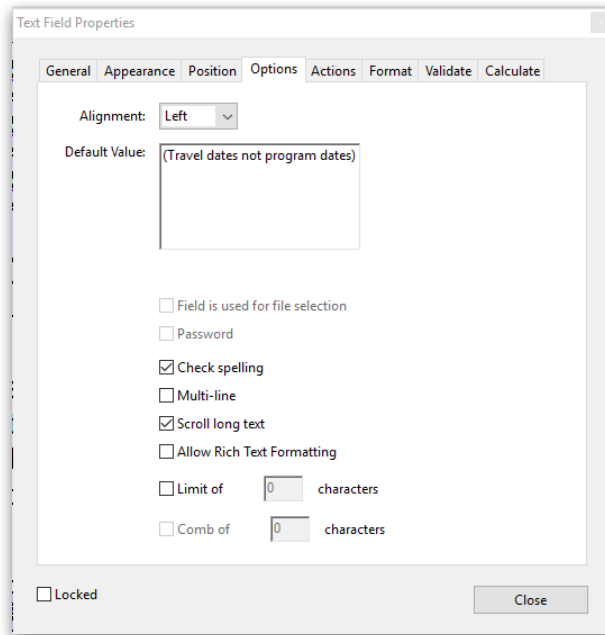 Text Field Properties
General Appearance Position Options Actions Format Validate Calculate
Alignment: Left
Default Value: (Travel dates not program dates)
Field is used for file selection
Password
Check spelling
Multi-line
Scroll long text
Allow Rich Text Formatting
Limit of 0 characters
Comb of 0 characters
Locked
Close